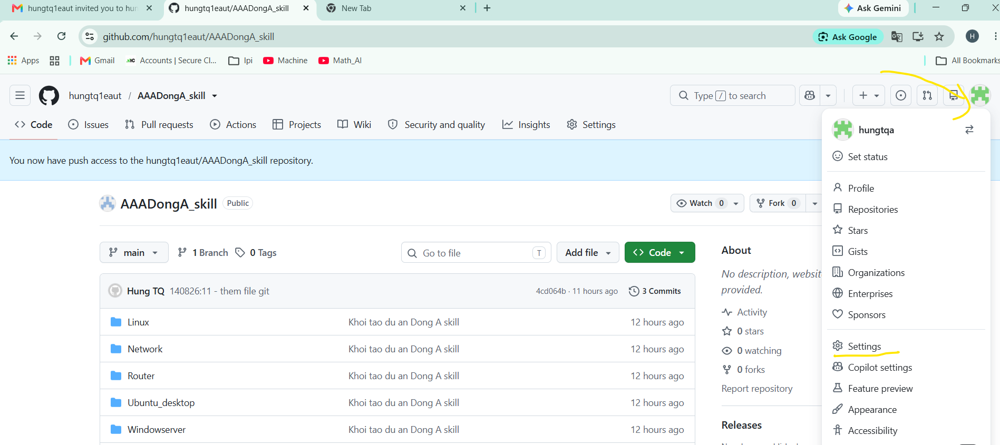 hungtq1eaut invited you to hun
hungtq1eaut/AAADongA_skill
New Tab
Ask Gemini
github.com/hungtq1eaut/AAADongA_skill
Ask Google
H
Apps
Gmail
Accounts | Secure Cl...
Ipi
Machine
Math_AI
All Bookmarks
hungtq1eaut / AAADongA_skill
Type / to search
Code
Issues
Pull requests
Actions
Projects
Wiki
Security and quality
Insights
Settings
You now have push access to the hungtq1eaut/AAADongA_skill repository.
AAADongA_skill Public
Watch 0
Fork 0
main
1 Branch
0 Tags
Go to file T
Add file
Code
Hung TQ 140826:11 - them file git 4cd064b · 11 hours ago 3 Commits
Linux Khoi tao du an Dong A skill 12 hours ago
Network Khoi tao du an Dong A skill 12 hours ago
Router Khoi tao du an Dong A skill 12 hours ago
Ubuntu_desktop Khoi tao du an Dong A skill 12 hours ago
Windowserver Khoi tao du an Dong A skill 12 hours ago
About
No description, websit
provided.
Activity
0 stars
0 watching
0 forks
Report repository
Releases
hungtqa
Set status
Profile
Repositories
Stars
Gists
Organizations
Enterprises
Sponsors
Settings
Copilot settings
Feature preview
Appearance
Accessibility